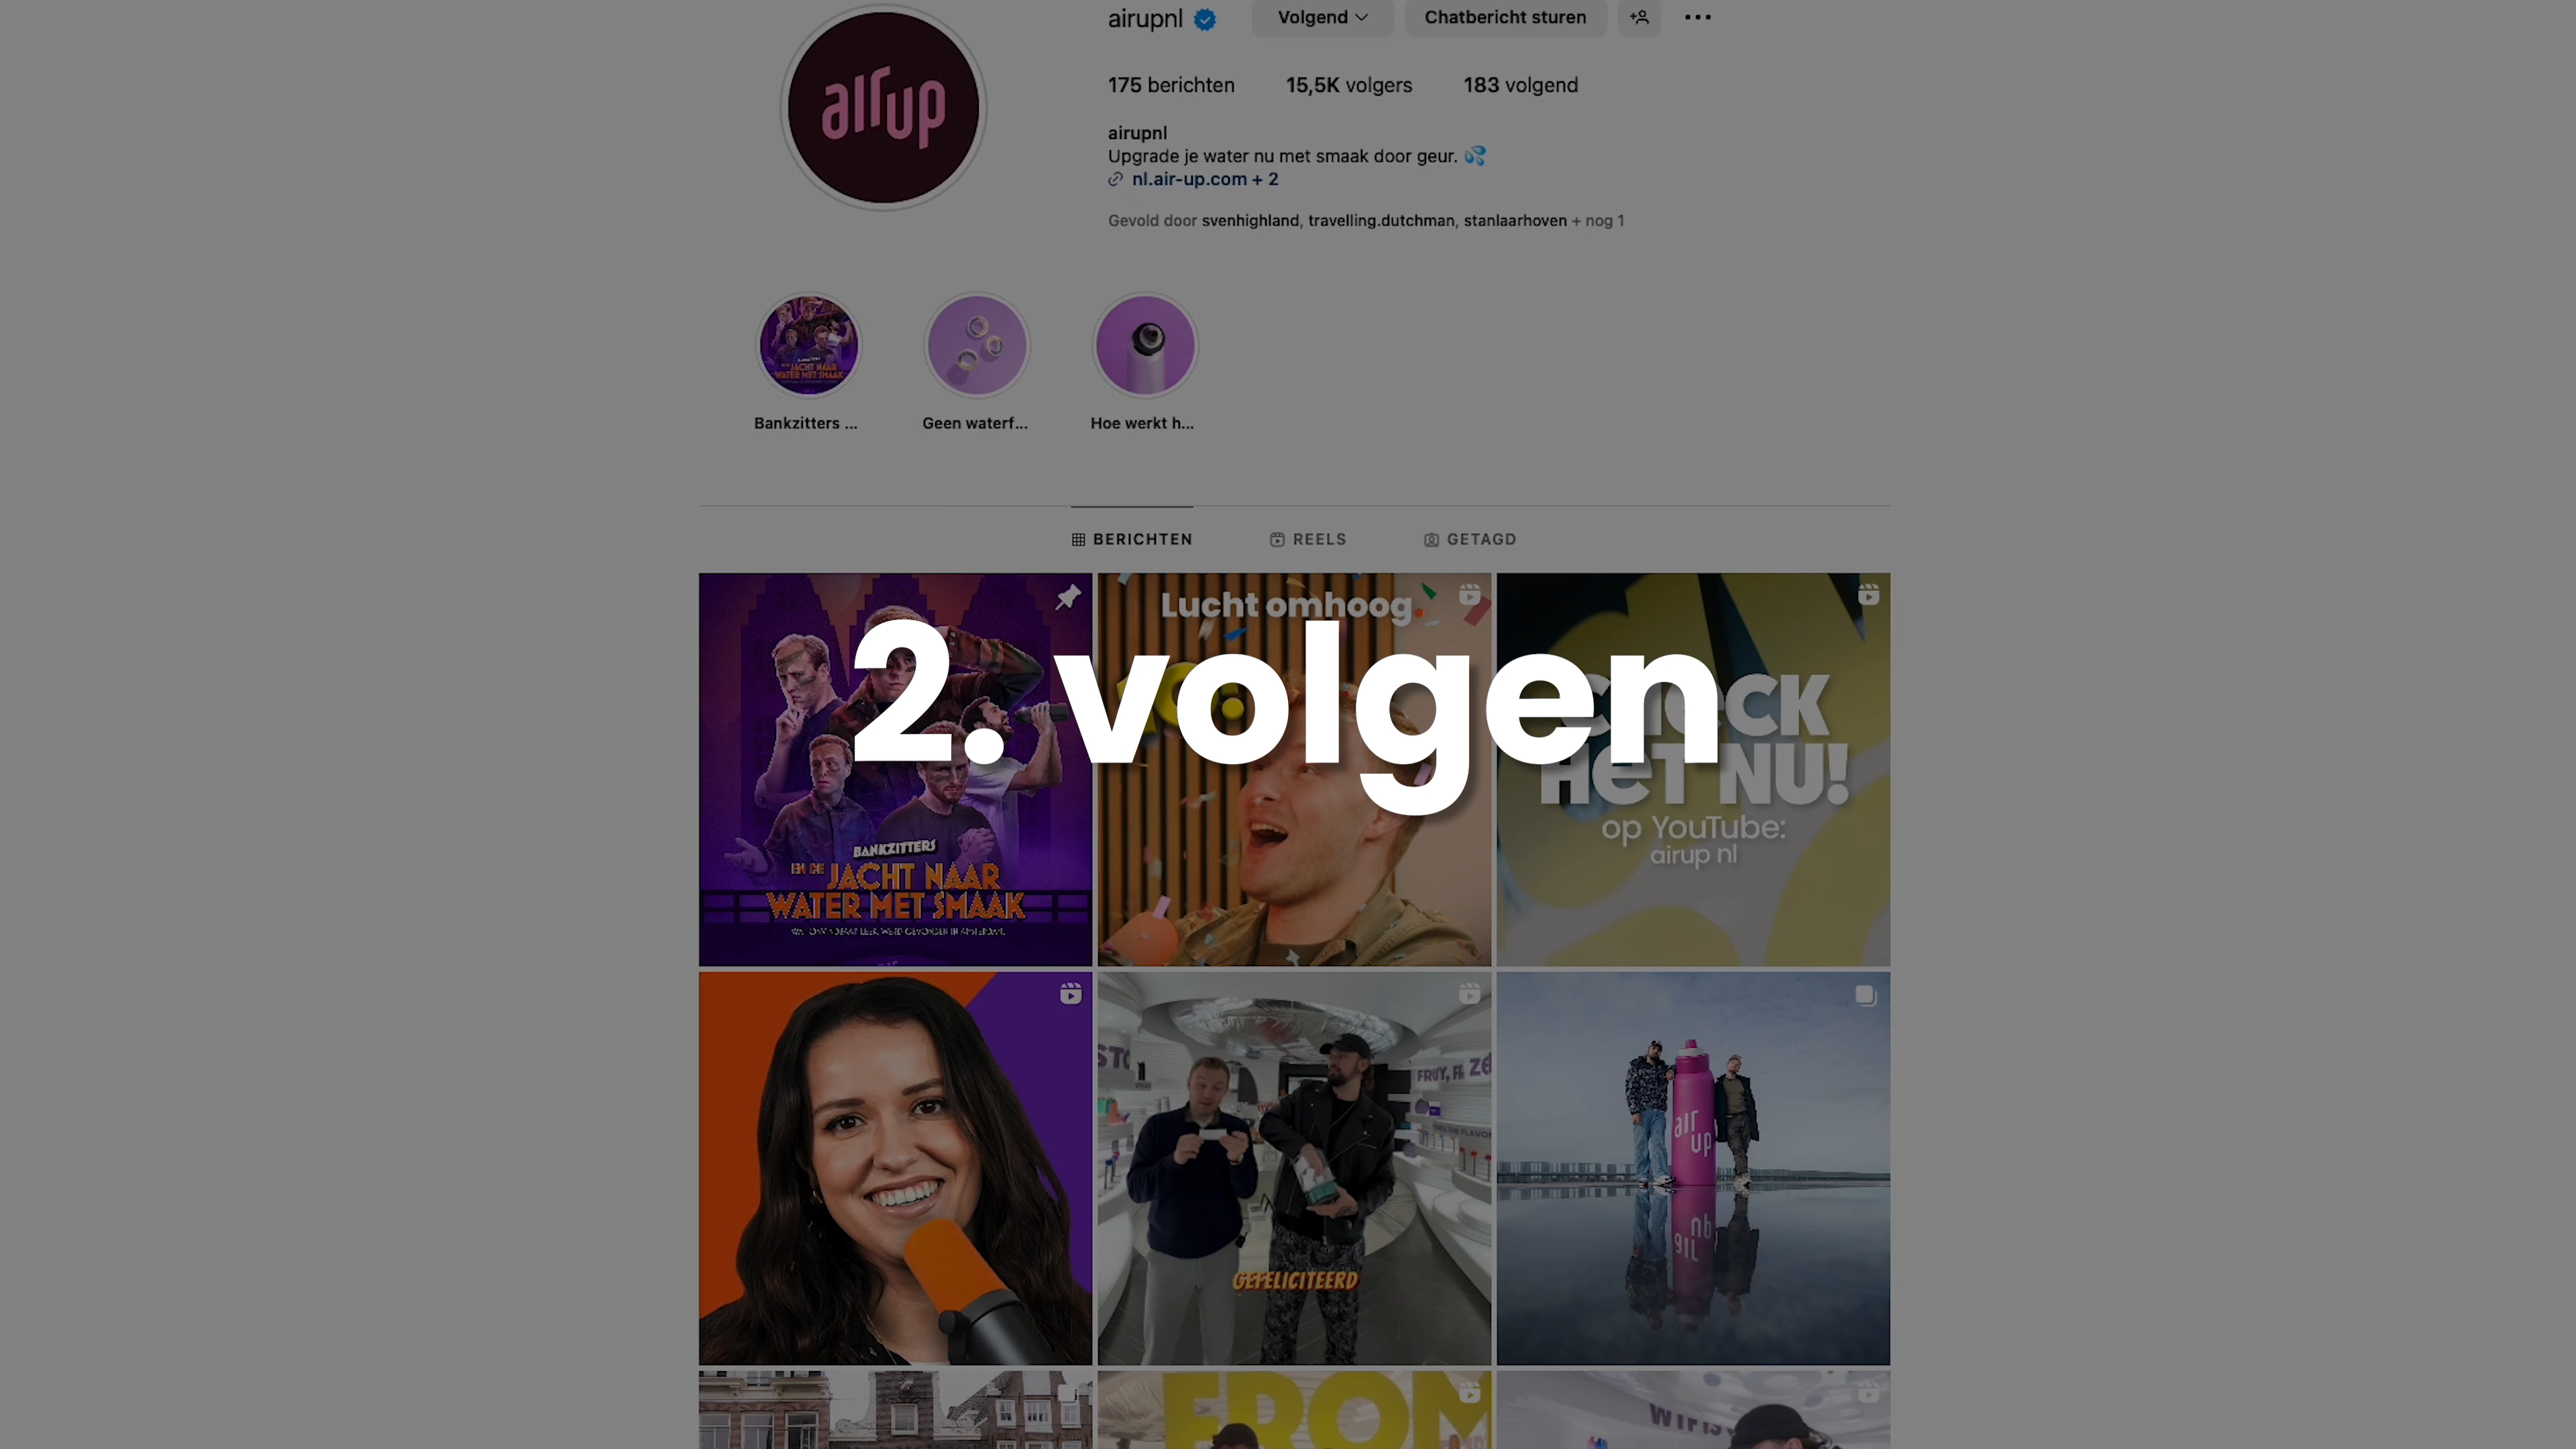 airup
airupnl
Volgend
Chatbericht sturen
175 berichten
15,5K volgers
183 volgend
airupnl
Upgrade je water nu met smaak door geur. 💦
nl.air-up.com + 2
Gevold door svenhighland, travelling.dutchman, stanlaarhoven + nog 1
Bankzitters ...
Geen waterf...
Hoe werkt h...
BERICHTEN
REELS
GETAGD
2. volgen
BANKZITTERS
EN DE JACHT NAAR
WATER MET SMAAK
Lucht omhoog
CHECK
HET NU!
op YouTube:
airup nl
GEFELICITEERD
air
up
FROM